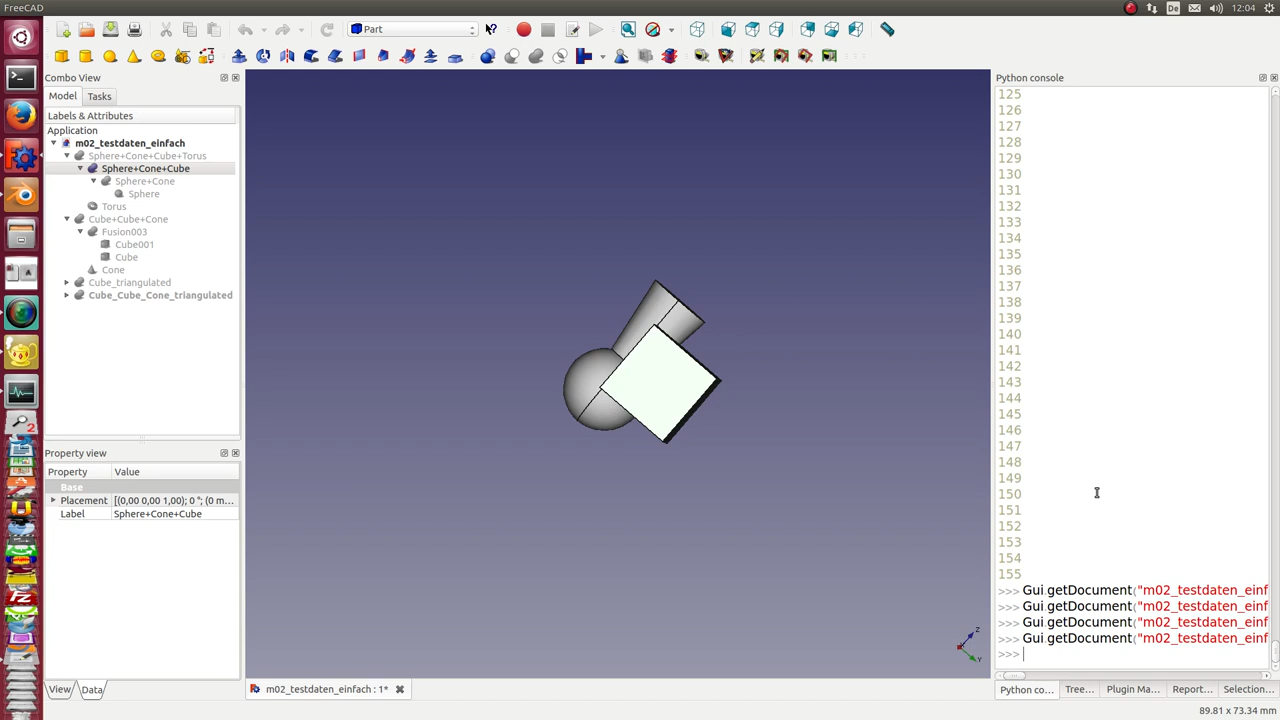 FreeCAD
De
12:04
Part
Combo View
Python console
Model
Tasks
Labels & Attributes
Application
m02_testdaten_einfach
Sphere+Cone+Cube+Torus
Sphere+Cone+Cube
Sphere+Cone
Sphere
Torus
Cube+Cube+Cone
Fusion003
Cube001
Cube
Cone
Cube_triangulated
Cube_Cube_Cone_triangulated
Property view
Property Value
Base
Placement [(0,00 0,00 1,00); 0 °; (0 m...
Label Sphere+Cone+Cube
View
Data
m02_testdaten_einfach : 1*
Z
Y
125
126
127
128
129
130
131
132
133
134
135
136
137
138
139
140
141
142
143
144
145
146
147
148
149
150
151
152
153
154
155
>>> Gui.getDocument("m02_testdaten_einf
>>> Gui.getDocument("m02_testdaten_einf
>>> Gui.getDocument("m02_testdaten_einf
>>> Gui.getDocument("m02_testdaten_einf
>>>
Python co...
Tree...
Plugin Ma...
Report...
Selection...
89.81 x 73.34 mm